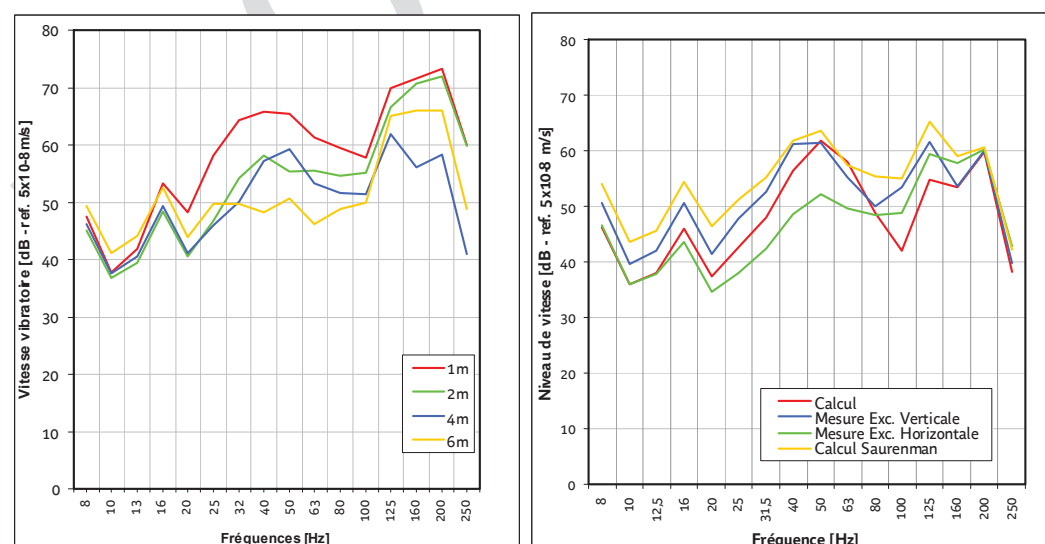 Vitesse vibratoire [dB - ref. 5x10-8m/s]
80
70
60
50
40
30
20
10
0
8 10 13 16 20 25 32 40 50 63 80 100 125 160 200 250
Fréquences [Hz]
1m
2m
4m
6m
Niveau de vitesse [dB - ref. 5x10-8 m/s]
80
70
60
50
40
30
20
10
0
8 10 12,5 16 20 25 31,5 40 50 63 80 100 125 160 200 250
Fréquence [Hz]
Calcul
Mesure Exc. Verticale
Mesure Exc. Horizontale
Calcul Saurenman